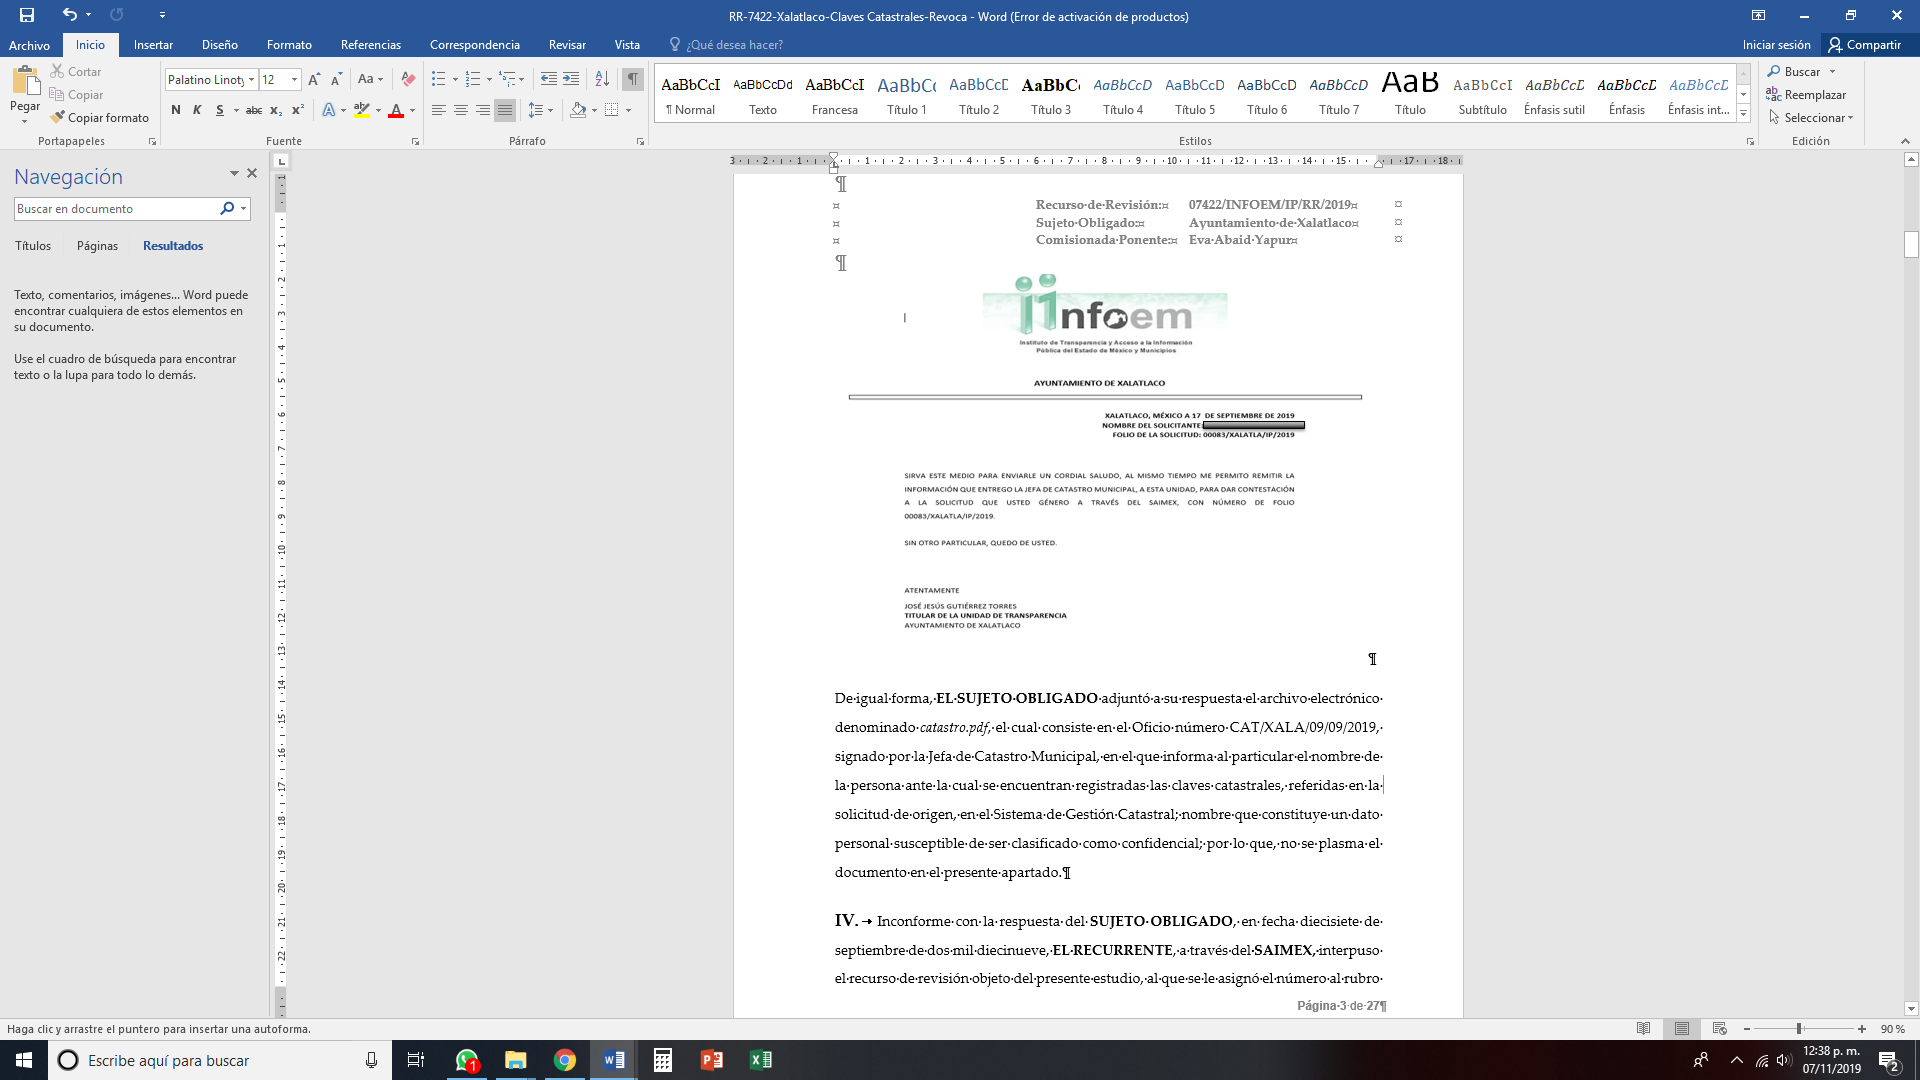 RR-7422-Xalatlaco-Claves Catastrales-Revoca - Word (Error de activación de productos)
Archivo Inicio Insertar Diseño Formato Referencias Correspondencia Revisar Vista ¿Qué desea hacer? Iniciar sesión Compartir
Pegar
Cortar
Copiar
Copiar formato
Portapapeles
Palatino Linoty 12
N K S abc x₂ x²
Fuente
Párrafo
AaBbCcI AaBbCcDd AaBbCcI AaBbCc AaBbCcD AaBbC AaBbCcD AaBbCcD AaBbCcD AaBbCcD AaB AaBbCcI AaBbCcD AaBbCcD AaBbCcD
¶ Normal Texto Francesa Título 1 Título 2 Título 3 Título 4 Título 5 Título 6 Título 7 Título Subtítulo Énfasis sutil Énfasis Énfasis int...
Estilos
Buscar
Reemplazar
Seleccionar
Edición
Navegación
Buscar en documento
Títulos Páginas Resultados
Texto, comentarios, imágenes... Word puede
encontrar cualquiera de estos elementos en
su documento.
Use el cuadro de búsqueda para encontrar
texto o la lupa para todo lo demás.
Recurso·de·Revisión:¤ 07422/INFOEM/IP/RR/2019¤
Sujeto·Obligado:¤ Ayuntamiento·de·Xalatlaco¤
Comisionada·Ponente:¤ Eva·Abaid·Yapur¤
infoem
Instituto de Transparencia y Acceso a la Información
Pública del Estado de México y Municipios
AYUNTAMIENTO DE XALATLACO
XALATLACO, MÉXICO A 17 DE SEPTIEMBRE DE 2019
NOMBRE DEL SOLICITANTE:
FOLIO DE LA SOLICITUD: 00083/XALATLA/IP/2019
SIRVA ESTE MEDIO PARA ENVIARLE UN CORDIAL SALUDO, AL MISMO TIEMPO ME PERMITO REMITIR LA
INFORMACIÓN QUE ENTREGO LA JEFA DE CATASTRO MUNICIPAL, A ESTA UNIDAD, PARA DAR CONTESTACIÓN
A LA SOLICITUD QUE USTED GÉNERO A TRAVÉS DEL SAIMEX, CON NÚMERO DE FOLIO
00083/XALATLA/IP/2019.
SIN OTRO PARTICULAR, QUEDO DE USTED.
ATENTAMENTE
JOSÉ JESÚS GUTIÉRREZ TORRES
TITULAR DE LA UNIDAD DE TRANSPARENCIA
AYUNTAMIENTO DE XALATLACO
¶
De·igual·forma,·EL·SUJETO·OBLIGADO·adjuntó·a·su·respuesta·el·archivo·electrónico·
denominado·catastro.pdf,·el·cual·consiste·en·el·Oficio·número·CAT/XALA/09/09/2019,·
signado·por·la·Jefa·de·Catastro·Municipal,·en·el·que·informa·al·particular·el·nombre·de·
la·persona·ante·la·cual·se·encuentran·registradas·las·claves·catastrales,·referidas·en·la·
solicitud·de·origen,·en·el·Sistema·de·Gestión·Catastral;·nombre·que·constituye·un·dato·
personal·susceptible·de·ser·clasificado·como·confidencial;·por·lo·que,·no·se·plasma·el·
documento·en·el·presente·apartado.¶
IV.→Inconforme·con·la·respuesta·del·SUJETO·OBLIGADO,·en·fecha·diecisiete·de·
septiembre·de·dos·mil·diecinueve,·EL·RECURRENTE,·a·través·del·SAIMEX,·interpuso·
el·recurso·de·revisión·objeto·del·presente·estudio,·al·que·se·le·asignó·el·número·al·rubro·
Página·3·de·27¶
Haga clic y arrastre el puntero para insertar una autoforma.
90 %
Escribe aquí para buscar
1
12:38 p. m.
07/11/2019
2